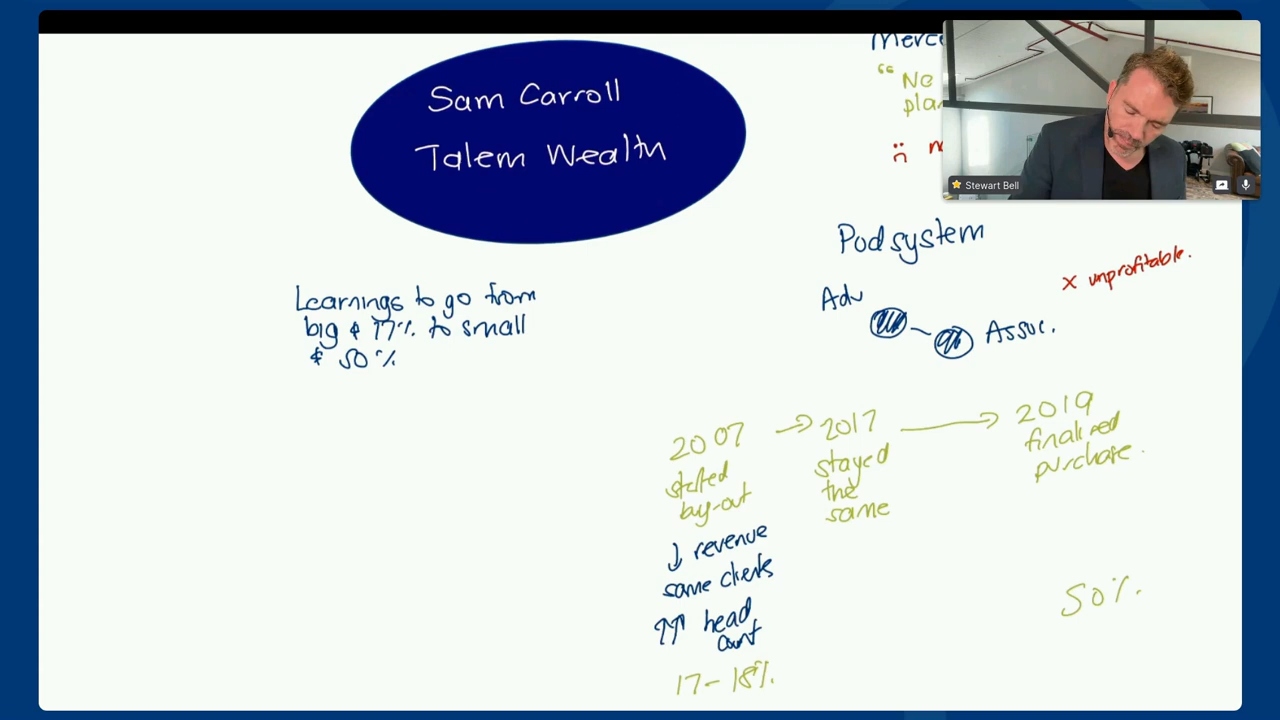 Sam Carroll
Talem Wealth
Learnings to go from
big & 17% to small
& 50%
"No
Stewart Bell
Pod system
x unprofitable.
Adv
Assoc.
2007 → 2017 → 2019
started
buy-out
stayed
the
same
finalised
purchase.
↓ revenue
same clients
↑↑ head
count
17-18%
50%.